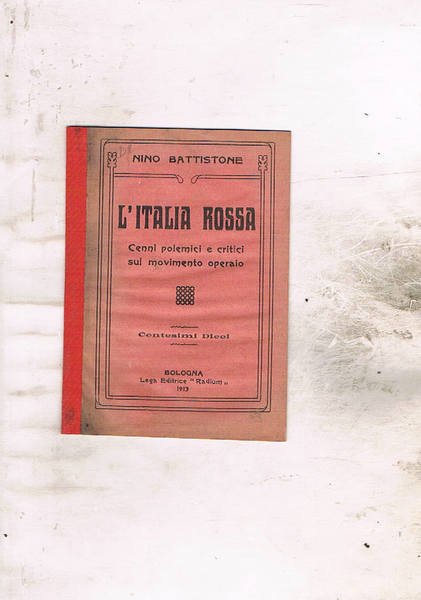 NINO BATTISTONE
L'ITALIA ROSSA
Cenni polemici e critici
sul movimento operaio
Centesimi Dieci
BOLOGNA
Lega Editrice "Radium„
1913